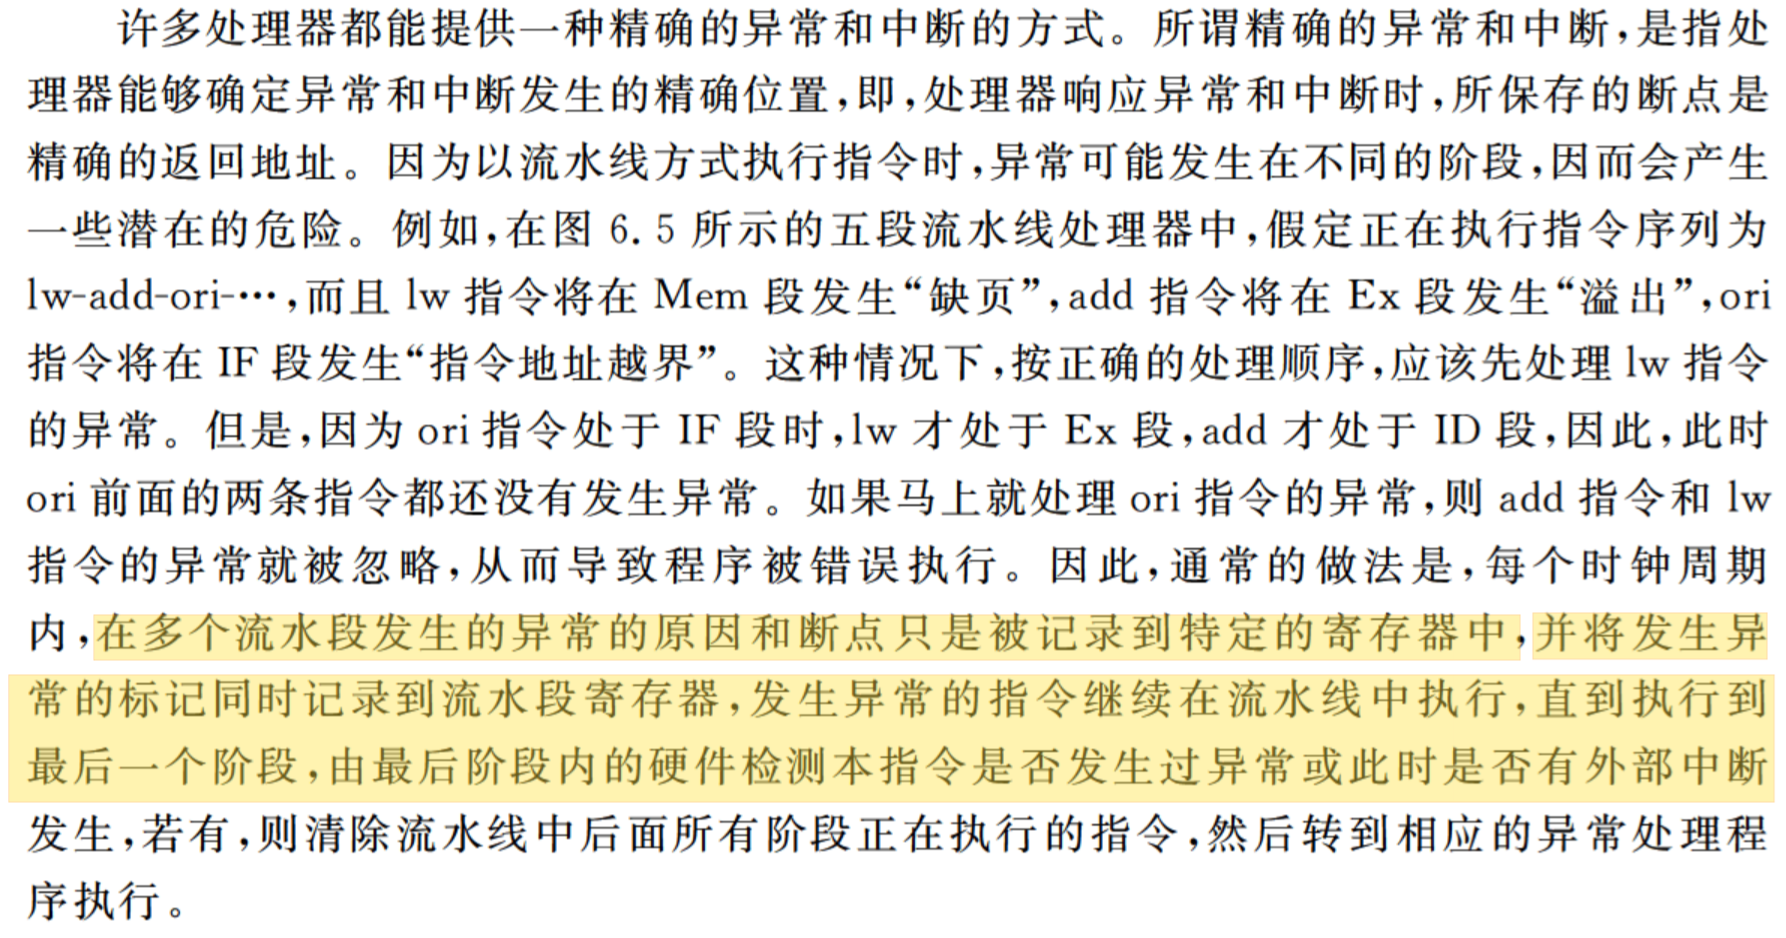 许多处理器都能提供一种精确的异常和中断的方式。所谓精确的异常和中断,是指处
理器能够确定异常和中断发生的精确位置,即,处理器响应异常和中断时,所保存的断点是
精确的返回地址。因为以流水线方式执行指令时,异常可能发生在不同的阶段,因而会产生
一些潜在的危险。例如,在图 6.5 所示的五段流水线处理器中,假定正在执行指令序列为
lw-add-ori-…,而且 lw 指令将在 Mem 段发生“缺页”,add 指令将在 Ex 段发生“溢出”,ori
指令将在 IF 段发生“指令地址越界”。这种情况下,按正确的处理顺序,应该先处理 lw 指令
的异常。但是,因为 ori 指令处于 IF 段时,lw 才处于 Ex 段,add 才处于 ID 段,因此,此时
ori 前面的两条指令都还没有发生异常。如果马上就处理 ori 指令的异常,则 add 指令和 lw
指令的异常就被忽略,从而导致程序被错误执行。因此,通常的做法是,每个时钟周期
内,在多个流水段发生的异常的原因和断点只是被记录到特定的寄存器中,并将发生异
常的标记同时记录到流水段寄存器,发生异常的指令继续在流水线中执行,直到执行到
最后一个阶段,由最后阶段内的硬件检测本指令是否发生过异常或此时是否有外部中断
发生,若有,则清除流水线中后面所有阶段正在执行的指令,然后转到相应的异常处理程
序执行。